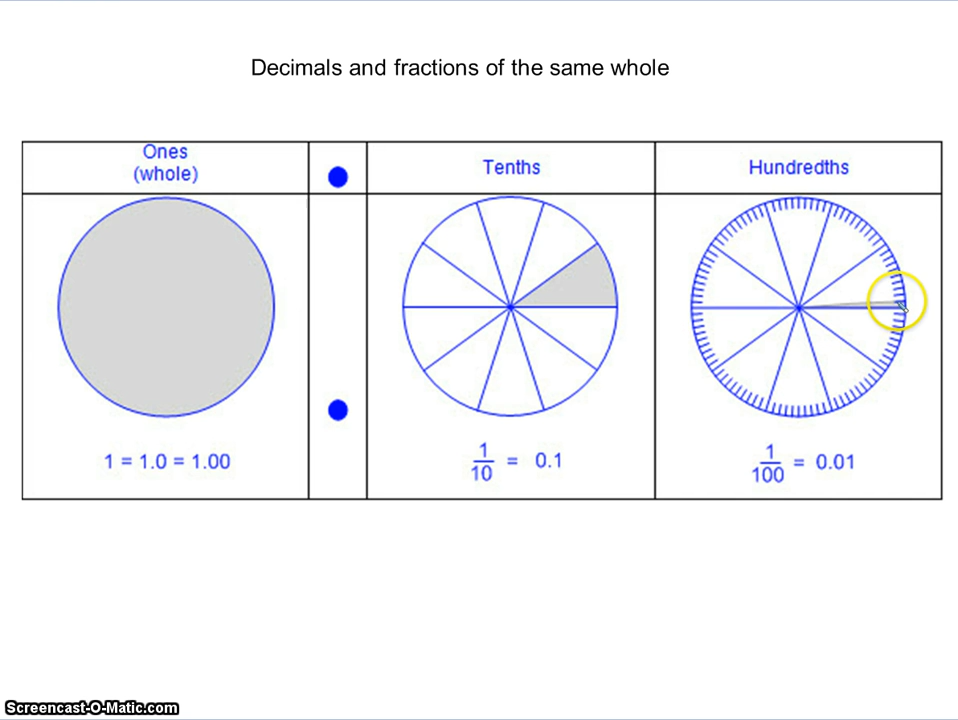 Decimals and fractions of the same whole
Ones
(whole)
Tenths
Hundredths
1 = 1.0 = 1.00
1/10 = 0.1
1/100 = 0.01
Screencast-O-Matic.com